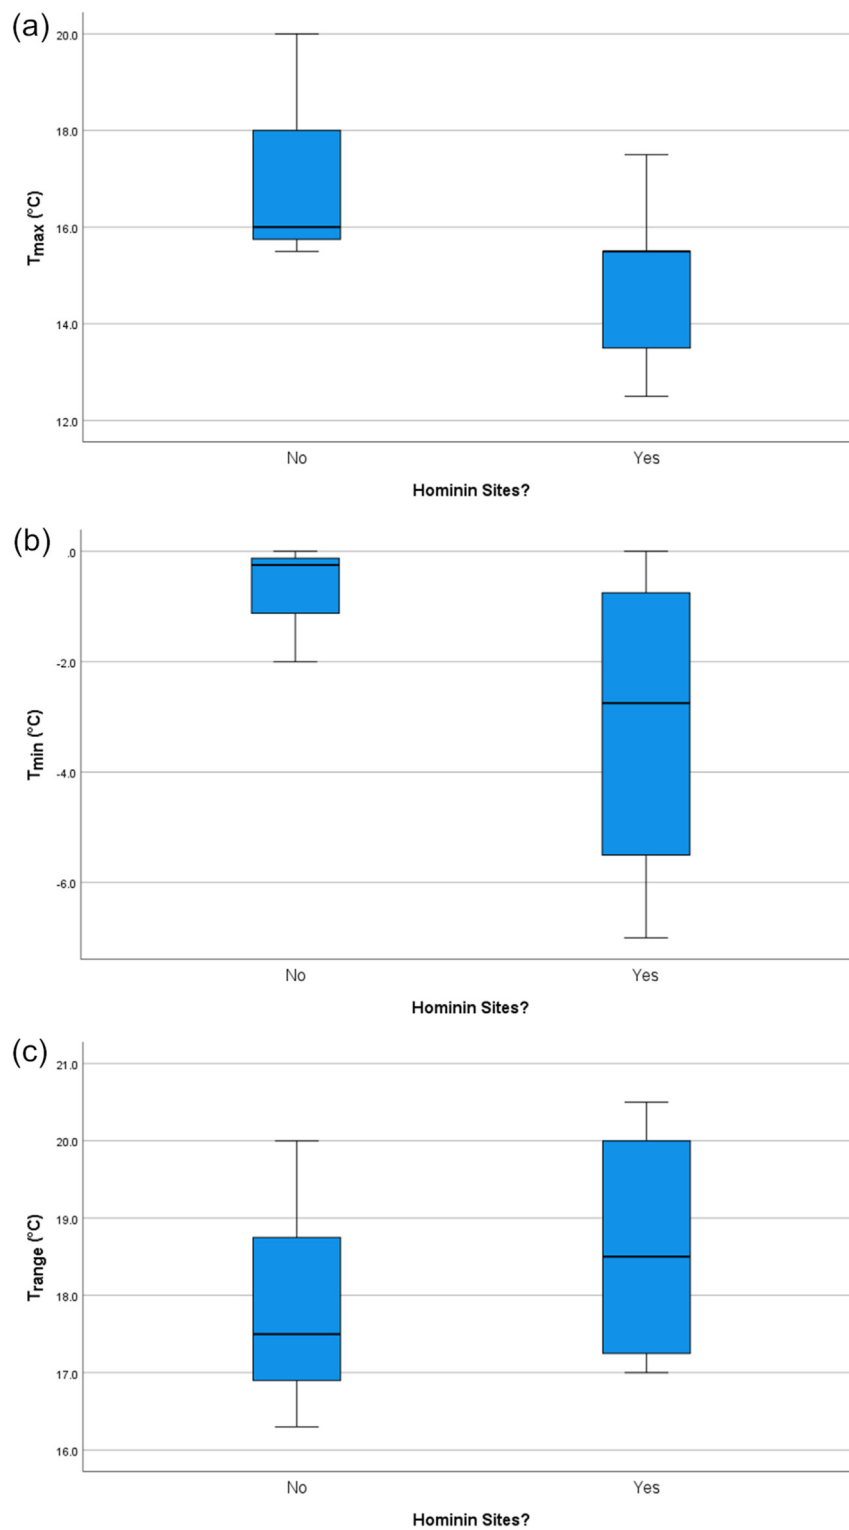 (a)
20.0
18.0
16.0
14.0
12.0
Tmax (°C)
No Yes
Hominin Sites?
(b)
.0
-2.0
-4.0
-6.0
Tmin (°C)
No Yes
Hominin Sites?
(c)
21.0
20.0
19.0
18.0
17.0
16.0
Trange (°C)
No Yes
Hominin Sites?